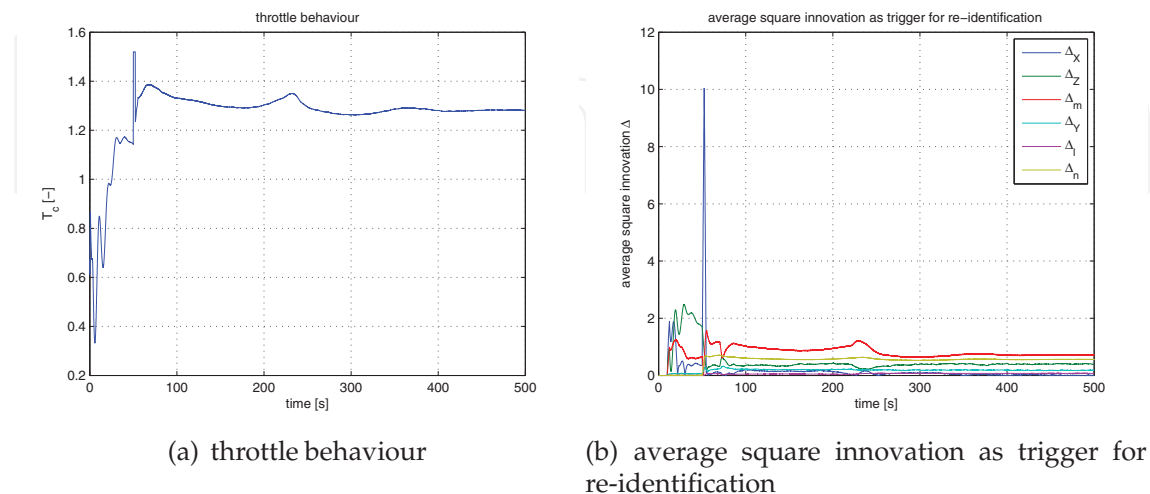 throttle behaviour
1.6
1.4
1.2
1
0.8
0.6
0.4
0.2
T_c [-]
0 100 200 300 400 500
time [s]
average square innovation as trigger for re-identification
12
10
8
6
4
2
0
average square innovation Δ
Δ_X
Δ_Z
Δ_m
Δ_Y
Δ_l
Δ_n
0 100 200 300 400 500
time [s]
(a) throttle behaviour
(b) average square innovation as trigger for
re-identification